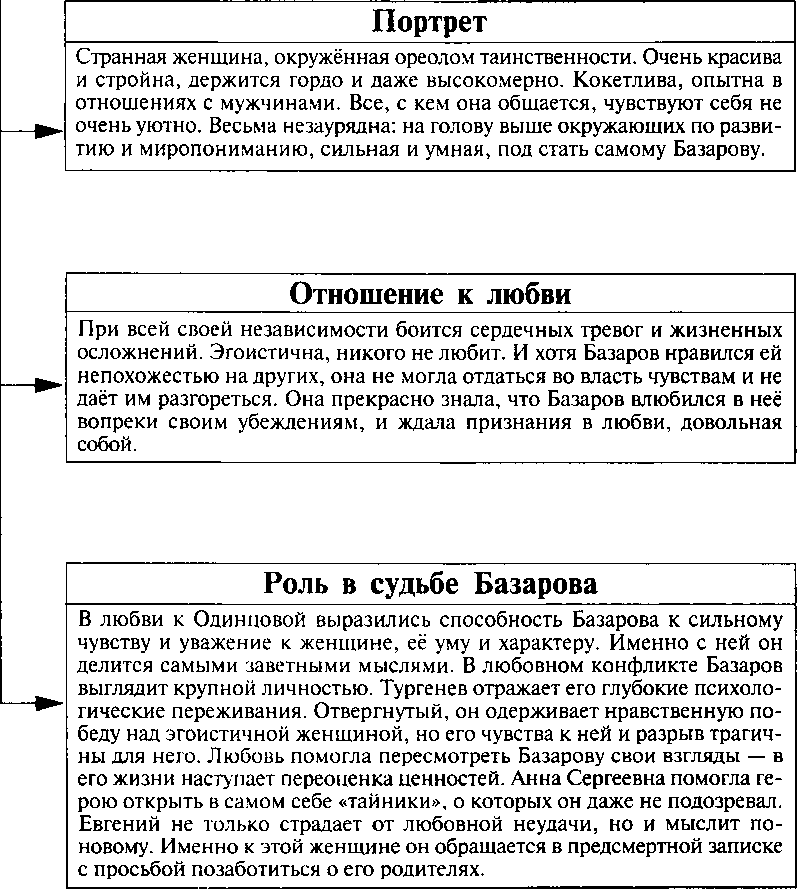 Портрет
Странная женщина, окружённая ореолом таинственности. Очень красива
и стройна, держится гордо и даже высокомерно. Кокетлива, опытна в
отношениях с мужчинами. Все, с кем она общается, чувствуют себя не
очень уютно. Весьма незаурядна: на голову выше окружающих по разви-
тию и миропониманию, сильная и умная, под стать самому Базарову.
Отношение к любви
При всей своей независимости боится сердечных тревог и жизненных
осложнений. Эгоистична, никого не любит. И хотя Базаров нравился ей
непохожестью на других, она не могла отдаться во власть чувствам и не
даёт им разгореться. Она прекрасно знала, что Базаров влюбился в неё
вопреки своим убеждениям, и ждала признания в любви, довольная
собой.
Роль в судьбе Базарова
В любви к Одинцовой выразились способность Базарова к сильному
чувству и уважение к женщине, её уму и характеру. Именно с ней он
делится самыми заветными мыслями. В любовном конфликте Базаров
выглядит крупной личностью. Тургенев отражает его глубокие психоло-
гические переживания. Отвергнутый, он одерживает нравственную по-
беду над эгоистичной женщиной, но его чувства к ней и разрыв трагич-
ны для него. Любовь помогла пересмотреть Базарову свои взгляды — в
его жизни наступает переоценка ценностей. Анна Сергеевна помогла ге-
рою открыть в самом себе «тайники», о которых он даже не подозревал.
Евгений не только страдает от любовной неудачи, но и мыслит по-
новому. Именно к этой женщине он обращается в предсмертной записке
с просьбой позаботиться о его родителях.